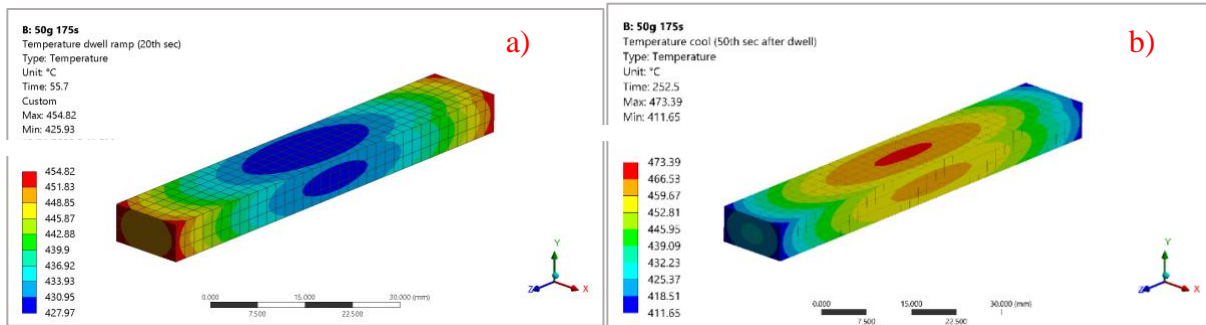 B: 50g 175s
Temperature dwell ramp (20th sec)
Type: Temperature
Unit: °C
Time: 55.7
Custom
Max: 454.82
Min: 425.93
a)
454.82
451.83
448.85
445.87
442.88
439.9
436.92
433.93
430.95
427.97
0.000
15.000
30.000 (mm)
7.500
22.500
Y
Z
X
B: 50g 175s
Temperature cool (50th sec after dwell)
Type: Temperature
Unit: °C
Time: 252.5
Max: 473.39
Min: 411.65
b)
473.39
466.53
459.67
452.81
445.95
439.09
432.23
425.37
418.51
411.65
0.000
15.000
30.000 (mm)
7.500
22.500
Y
Z
X